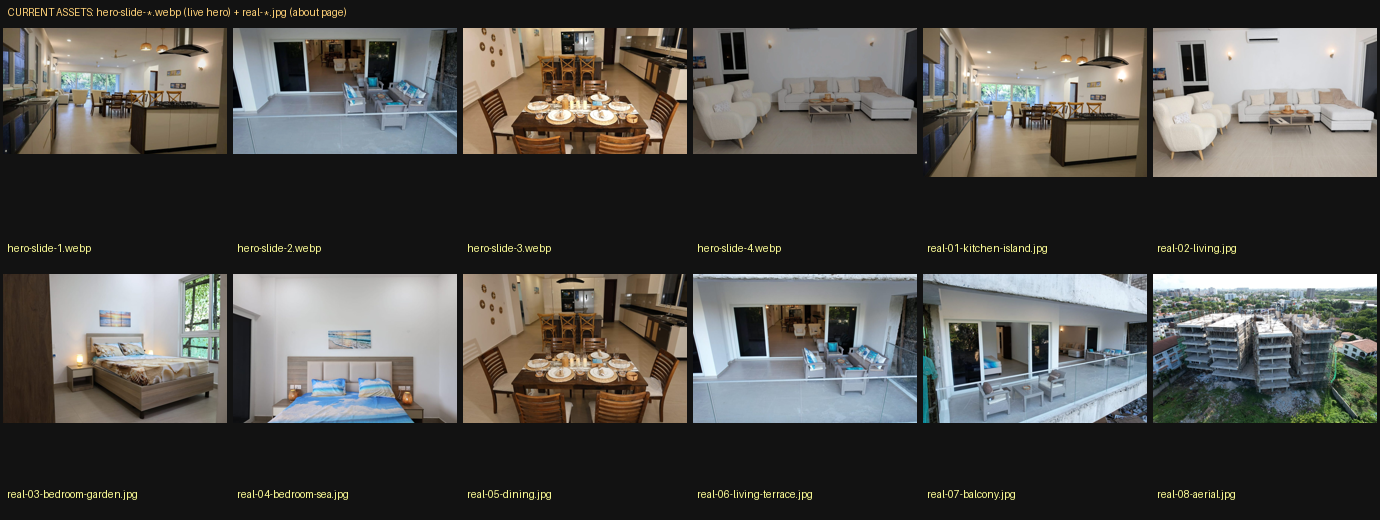 CURRENT ASSETS: hero-slide-*.webp (live hero) + real-*.jpg (about page)
hero-slide-1.webp
hero-slide-2.webp
hero-slide-3.webp
hero-slide-4.webp
real-01-kitchen-island.jpg
real-02-living.jpg
real-03-bedroom-garden.jpg
real-04-bedroom-sea.jpg
real-05-dining.jpg
real-06-living-terrace.jpg
real-07-balcony.jpg
real-08-aerial.jpg